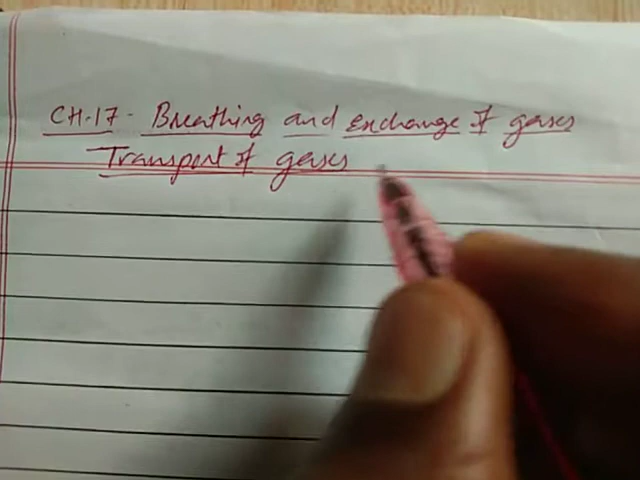 CH-17- Breathing and exchange of gases
Transport of gases